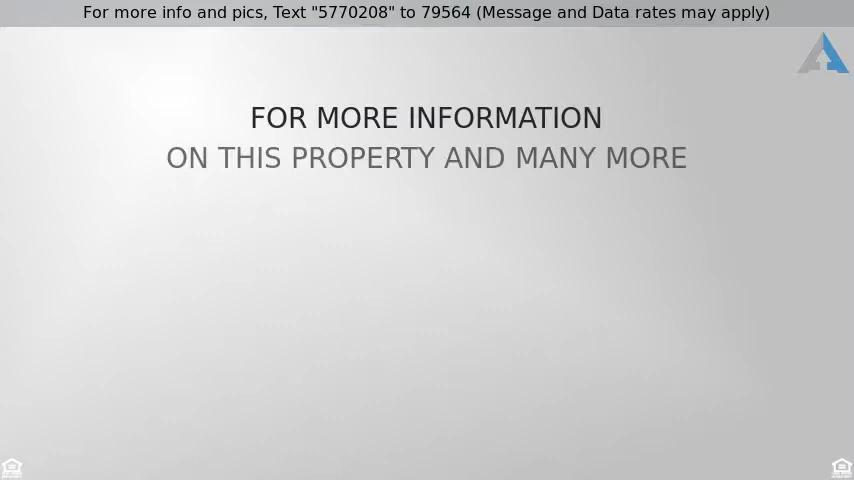 For more info and pics, Text "5770208" to 79564 (Message and Data rates may apply)
FOR MORE INFORMATION
ON THIS PROPERTY AND MANY MORE